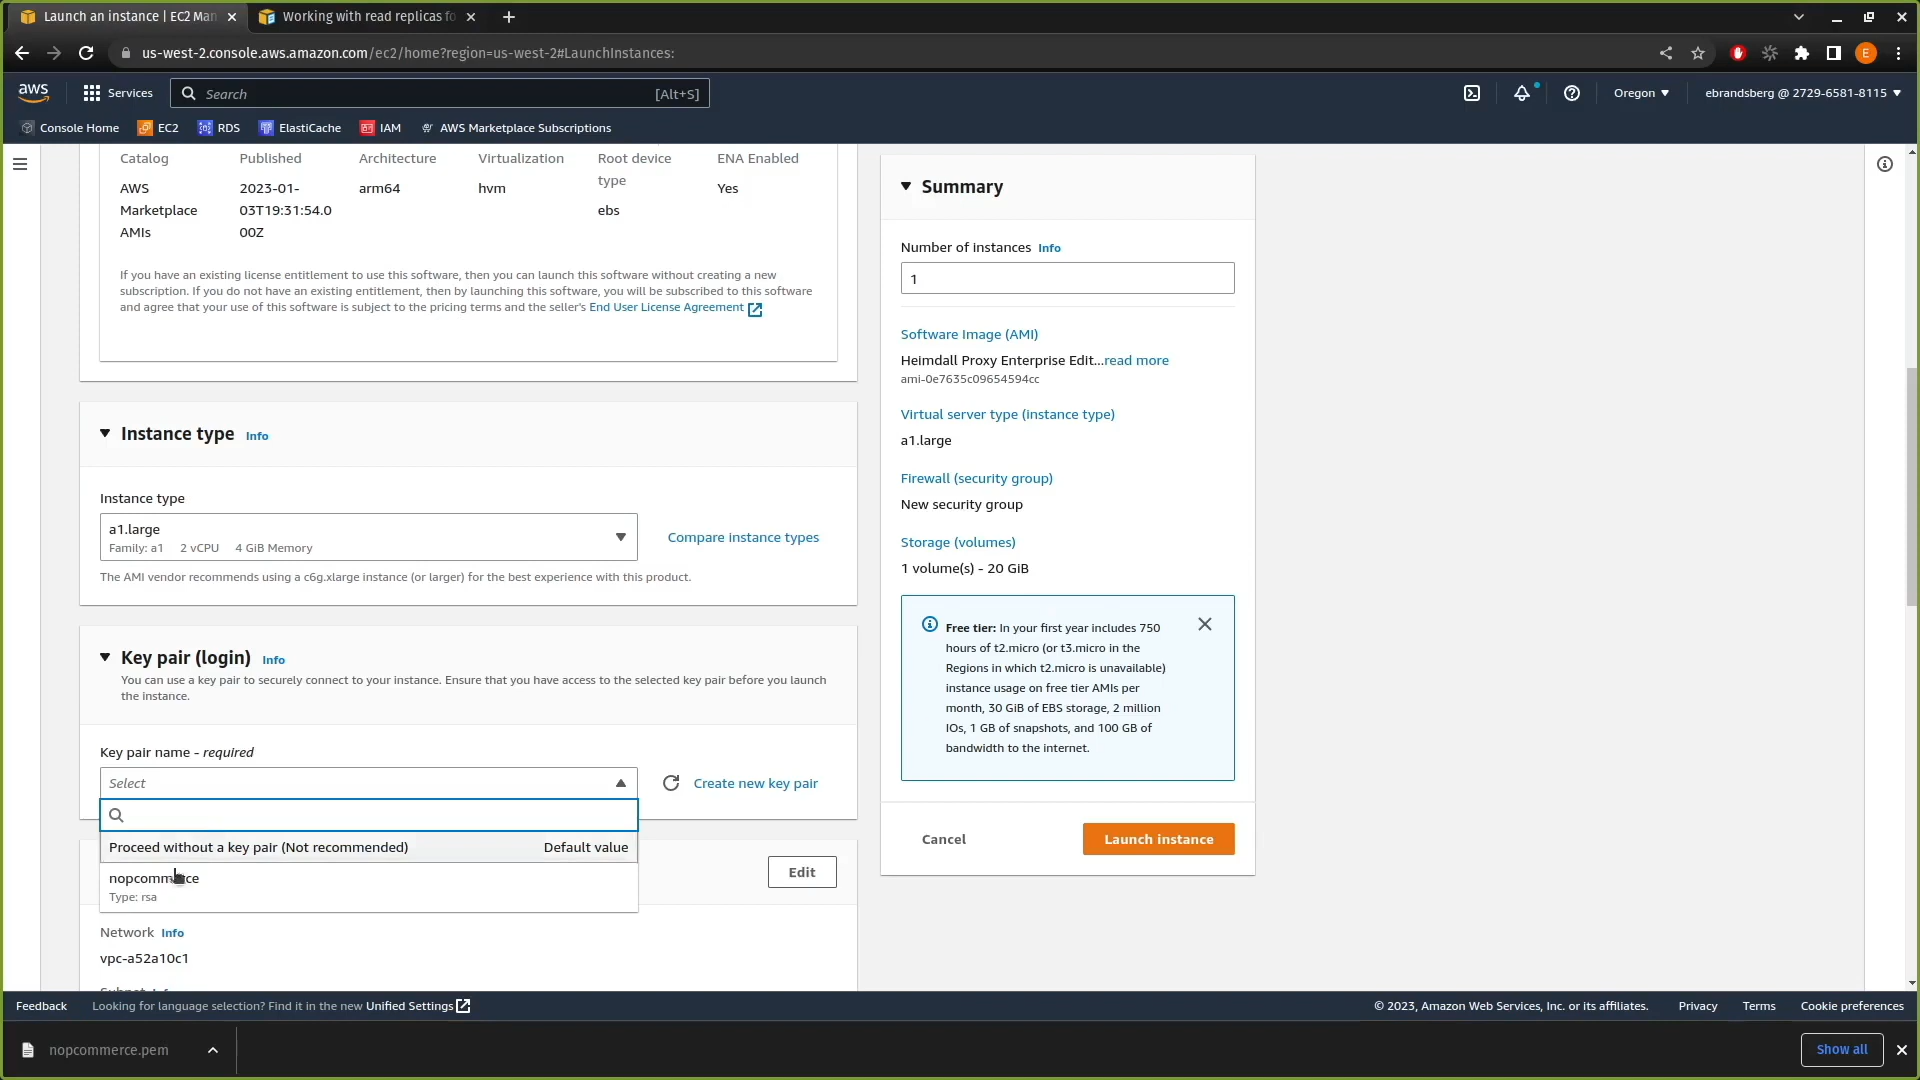 Launch an instance | EC2 Man
Working with read replicas fo
us-west-2.console.aws.amazon.com/ec2/home?region=us-west-2#LaunchInstances:
E
aws
Services
Search
[Alt+S]
Oregon
ebrandsberg @ 2729-6581-8115
Console Home
EC2
RDS
ElastiCache
IAM
AWS Marketplace Subscriptions
Catalog
Published
Architecture
Virtualization
Root device type
ENA Enabled
AWS Marketplace AMIs
2023-01-03T19:31:54.000Z
arm64
hvm
ebs
Yes
If you have an existing license entitlement to use this software, then you can launch this software without creating a new
subscription. If you do not have an existing entitlement, then by launching this software, you will be subscribed to this software
and agree that your use of this software is subject to the pricing terms and the seller's End User License Agreement
Instance type Info
Instance type
a1.large
Family: a1 2 vCPU 4 GiB Memory
Compare instance types
The AMI vendor recommends using a c6g.xlarge instance (or larger) for the best experience with this product.
Key pair (login) Info
You can use a key pair to securely connect to your instance. Ensure that you have access to the selected key pair before you launch
the instance.
Key pair name - required
Select
Create new key pair
Proceed without a key pair (Not recommended) Default value
nopcommerce
Type: rsa
Edit
Network Info
vpc-a52a10c1
Summary
Number of instances Info
1
Software Image (AMI)
Heimdall Proxy Enterprise Edit...read more
ami-0e7635c09654594cc
Virtual server type (instance type)
a1.large
Firewall (security group)
New security group
Storage (volumes)
1 volume(s) - 20 GiB
Free tier: In your first year includes 750
hours of t2.micro (or t3.micro in the
Regions in which t2.micro is unavailable)
instance usage on free tier AMIs per
month, 30 GiB of EBS storage, 2 million
IOs, 1 GB of snapshots, and 100 GB of
bandwidth to the internet.
Cancel
Launch instance
Feedback
Looking for language selection? Find it in the new Unified Settings
© 2023, Amazon Web Services, Inc. or its affiliates.
Privacy
Terms
Cookie preferences
nopcommerce.pem
Show all